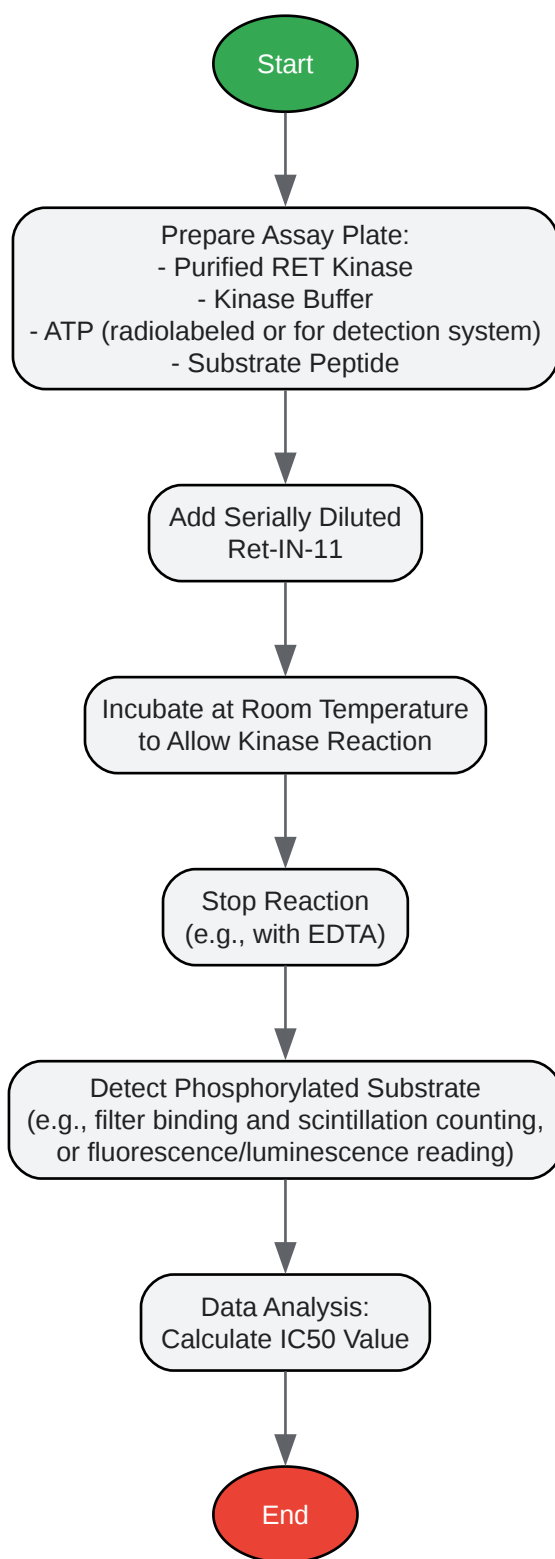 Start
Prepare Assay Plate:
- Purified RET Kinase
- Kinase Buffer
- ATP (radiolabeled or for detection system)
- Substrate Peptide
Add Serially Diluted
Ret-IN-11
Incubate at Room Temperature
to Allow Kinase Reaction
Stop Reaction
(e.g., with EDTA)
Detect Phosphorylated Substrate
(e.g., filter binding and scintillation counting,
or fluorescence/luminescence reading)
Data Analysis:
Calculate IC50 Value
End